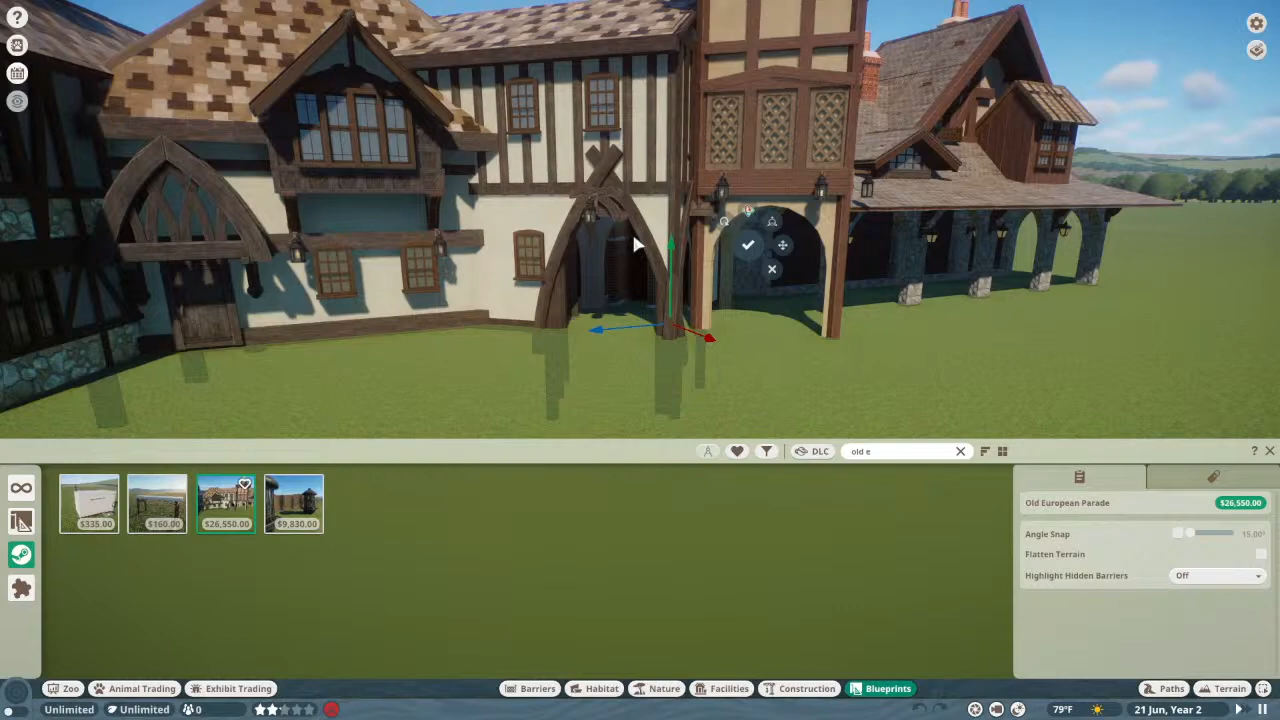 DLC
old e
$335.00
$160.00
$26,550.00
$9,830.00
Old European Parade
$26,550.00
Angle Snap
15.00°
Flatten Terrain
Highlight Hidden Barriers
Off
Zoo
Animal Trading
Exhibit Trading
Barriers
Habitat
Nature
Facilities
Construction
Blueprints
Paths
Terrain
Unlimited
Unlimited
0
79°F
21 Jun, Year 2